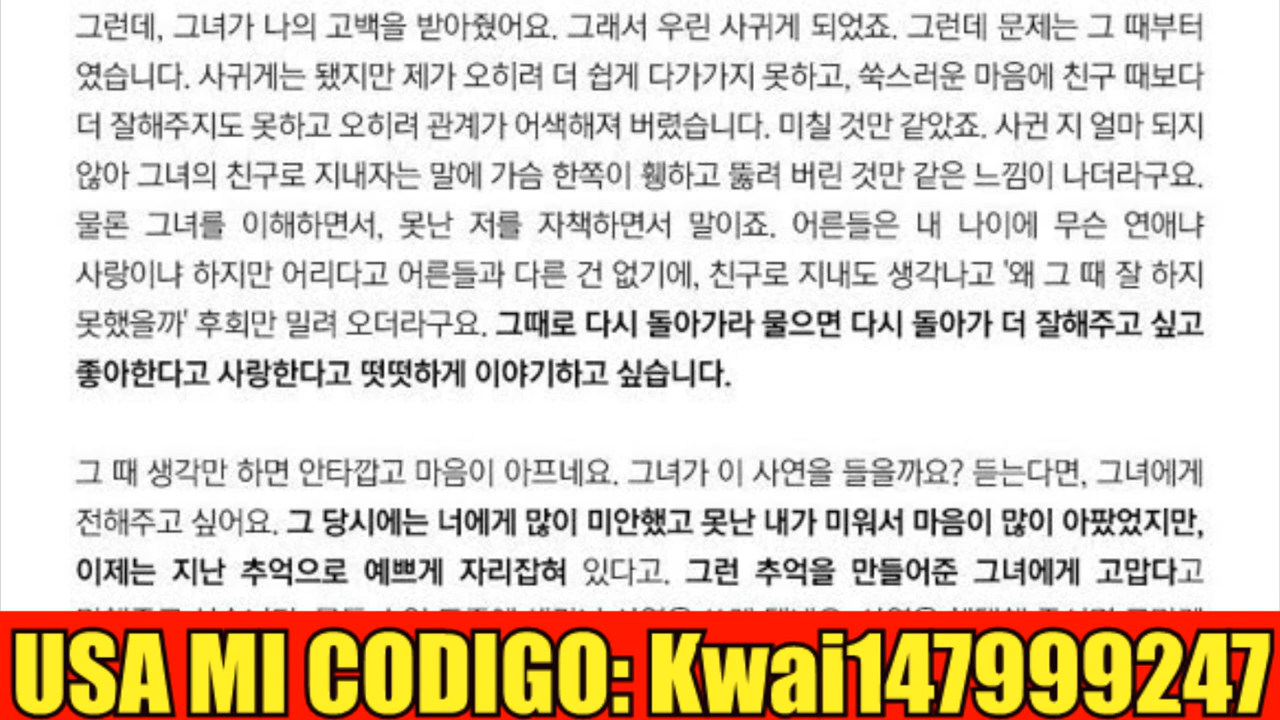 그런데, 그녀가 나의 고백을 받아줬어요. 그래서 우린 사귀게 되었죠. 그런데 문제는 그 때부터
였습니다. 사귀게는 됐지만 제가 오히려 더 쉽게 다가가지 못하고, 쑥스러운 마음에 친구 때보다
더 잘해주지도 못하고 오히려 관계가 어색해져 버렸습니다. 미칠 것만 같았죠. 사귄 지 얼마 되지
않아 그녀의 친구로 지내자는 말에 가슴 한쪽이 휑하고 뚫려 버린 것만 같은 느낌이 나더라구요.
물론 그녀를 이해하면서, 못난 저를 자책하면서 말이죠. 어른들은 내 나이에 무슨 연애냐
사랑이냐 하지만 어리다고 어른들과 다른 건 없기에, 친구로 지내도 생각나고 '왜 그 때 잘 하지
못했을까' 후회만 밀려 오더라구요. 그때로 다시 돌아가라 물으면 다시 돌아가 더 잘해주고 싶고
좋아한다고 사랑한다고 떳떳하게 이야기하고 싶습니다.
그 때 생각만 하면 안타깝고 마음이 아프네요. 그녀가 이 사연을 들을까요? 듣는다면, 그녀에게
전해주고 싶어요. 그 당시에는 너에게 많이 미안했고 못난 내가 미워서 마음이 많이 아팠었지만,
이제는 지난 추억으로 예쁘게 자리잡혀 있다고. 그런 추억을 만들어준 그녀에게 고맙다고
USA MI CODIGO: Kwai147999247